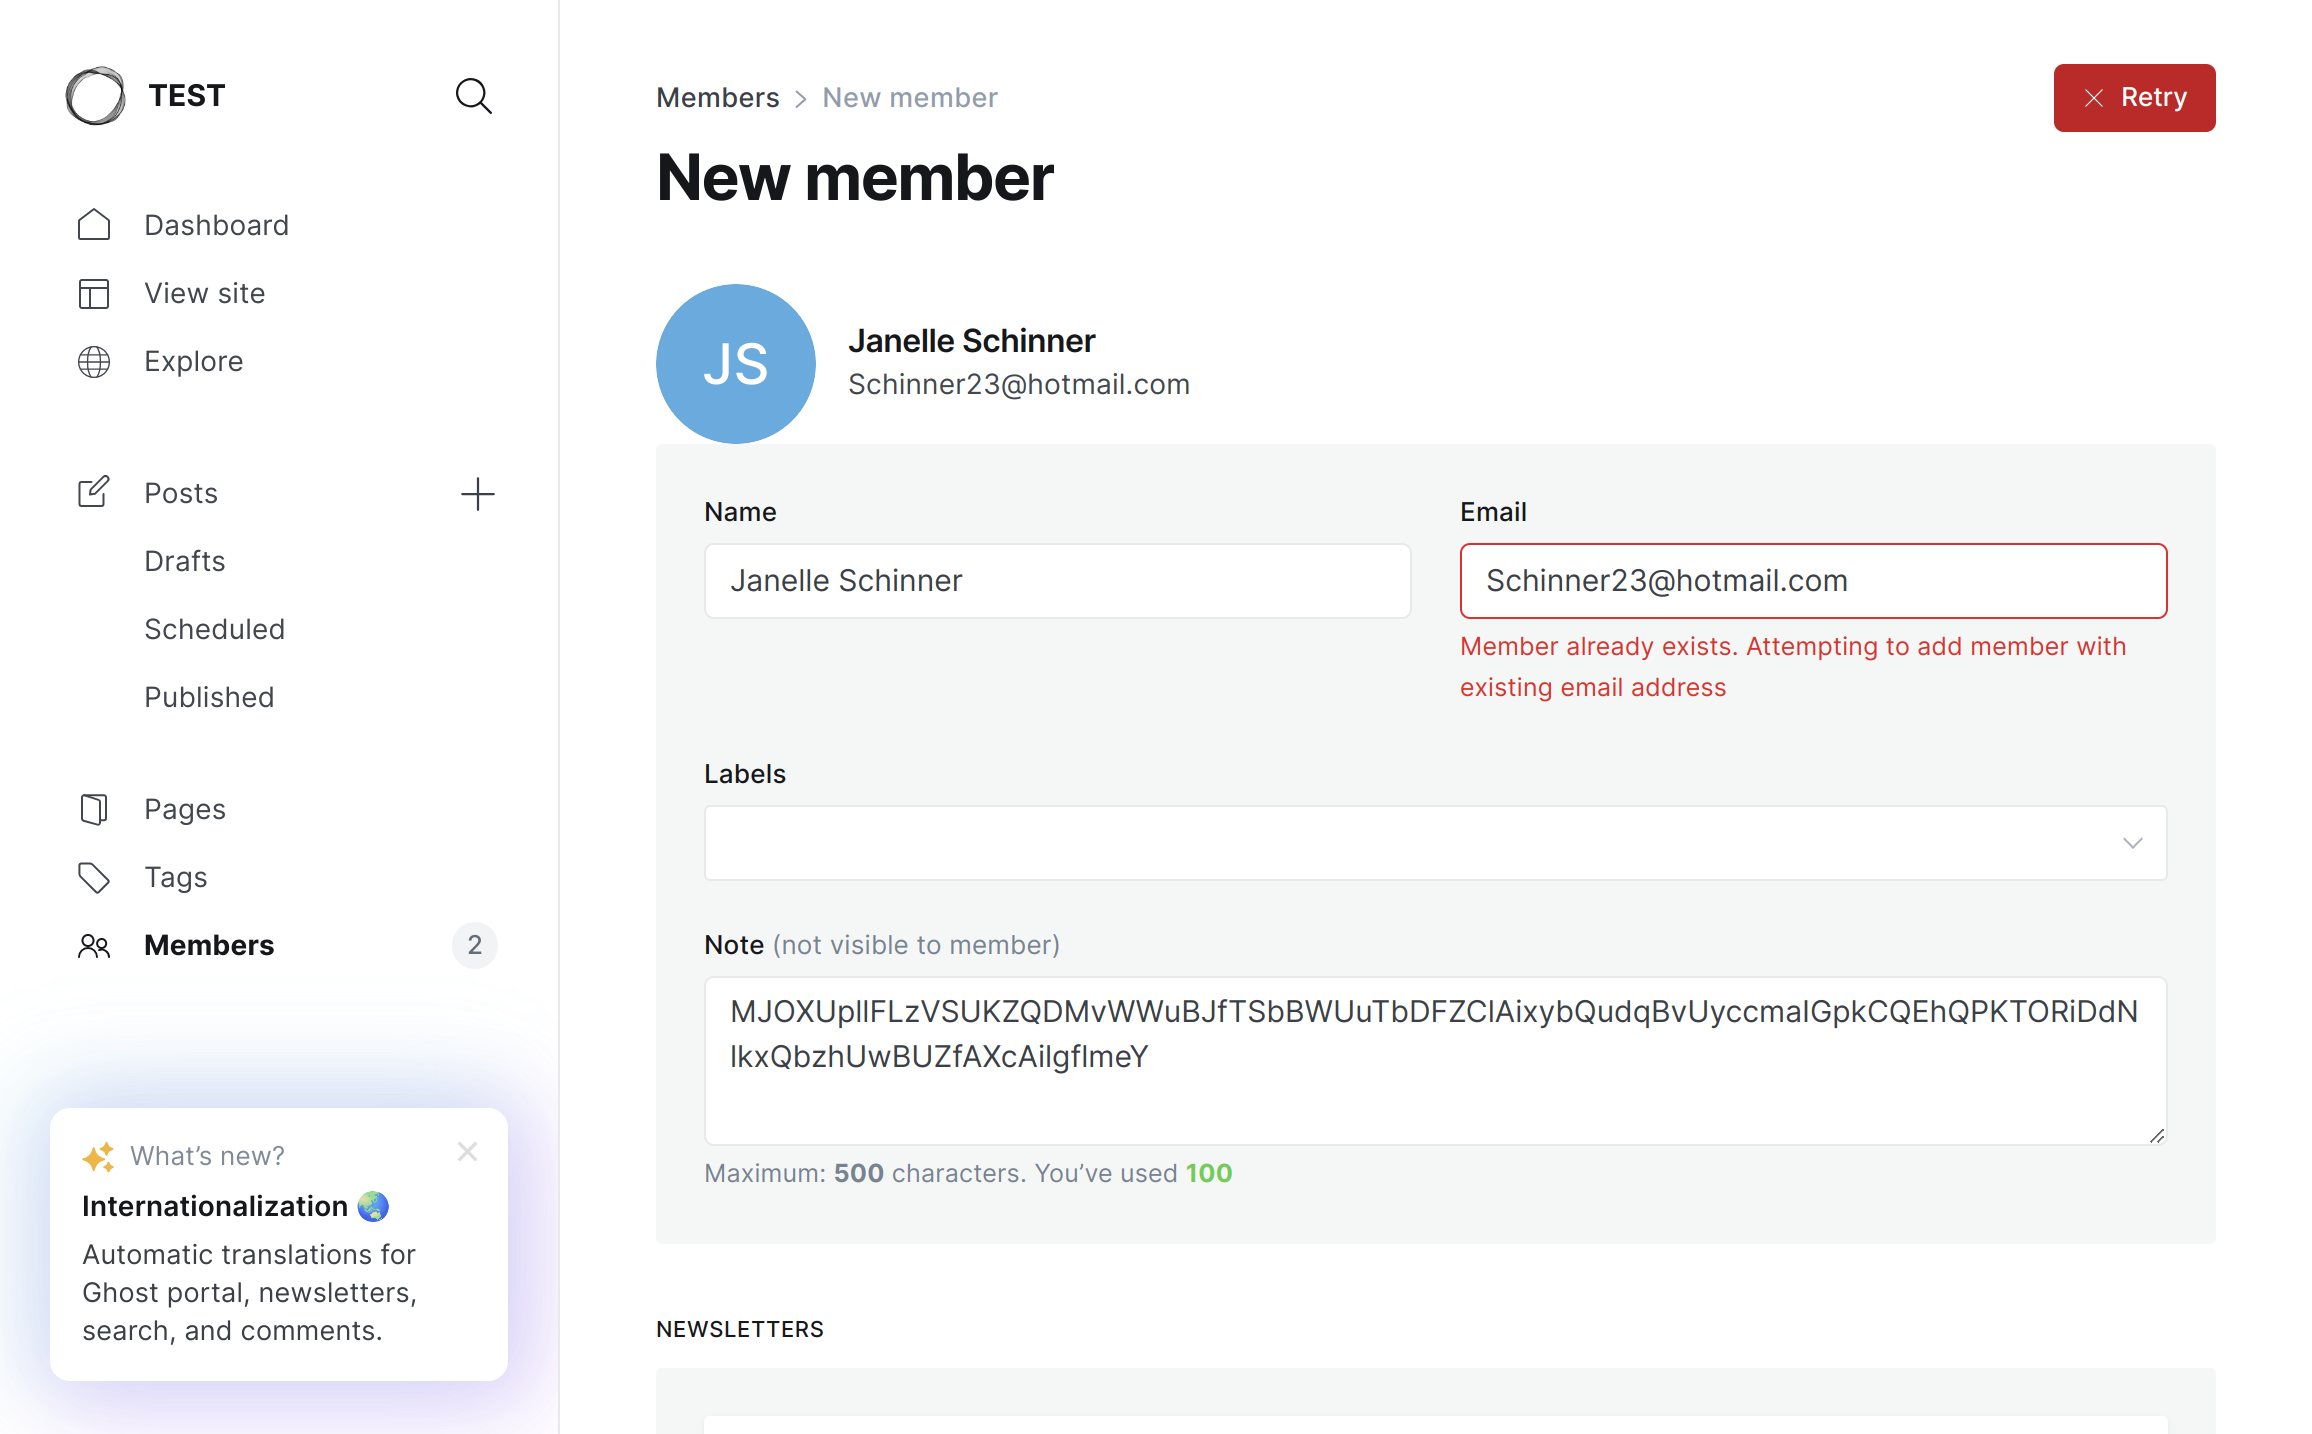 TEST
Dashboard
View site
Explore
Posts
Drafts
Scheduled
Published
Pages
Tags
Members
2
What’s new?
Internationalization
Automatic translations for
Ghost portal, newsletters,
search, and comments.
Members > New member
Retry
New member
JS
Janelle Schinner
Schinner23@hotmail.com
Name
Janelle Schinner
Email
Schinner23@hotmail.com
Member already exists. Attempting to add member with
existing email address
Labels
Note (not visible to member)
MJOXUpIlFLzVSUKZQDMvWWuBJfTSbBWUuTbDFZClAixybQudqBvUyccmaIGpkCQEhQPKTORiDdN
lkxQbzhUwBUZfAXcAilgflmeY
Maximum: 500 characters. You’ve used 100
NEWSLETTERS